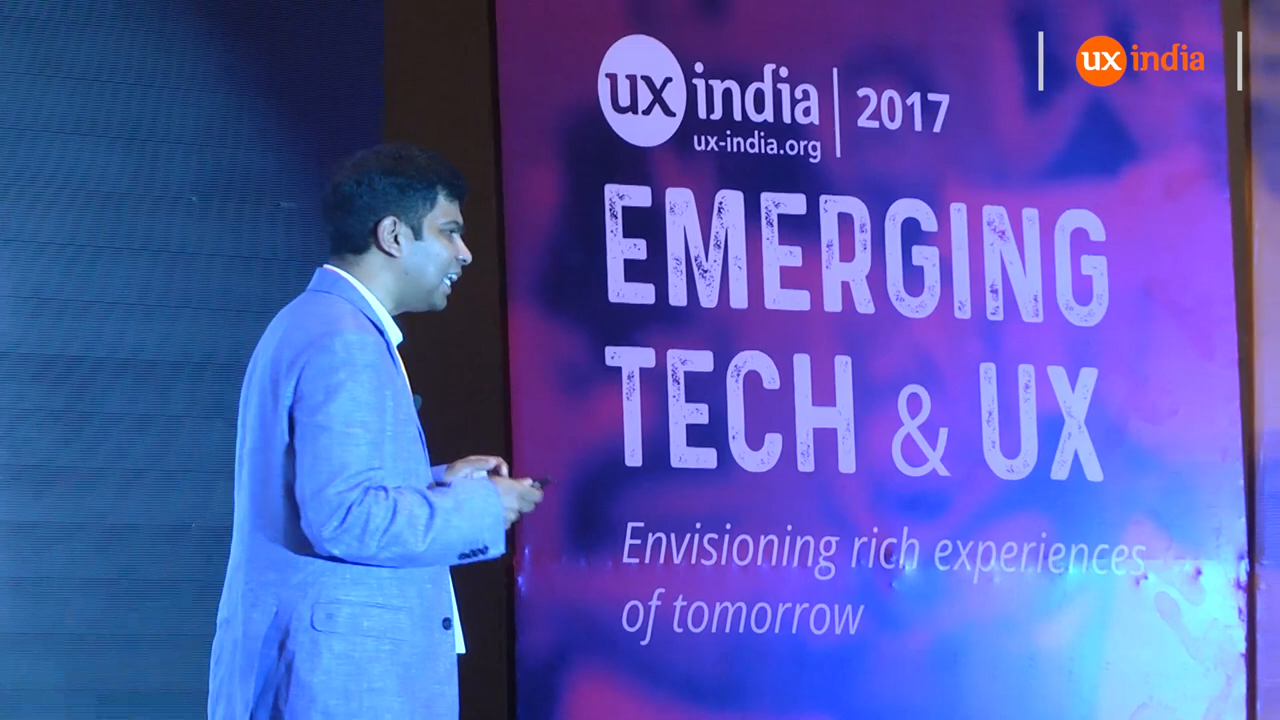 ux india | 2017
ux-india.org
EMERGING
TECH & UX
Envisioning rich experiences
of tomorrow
| ux india |